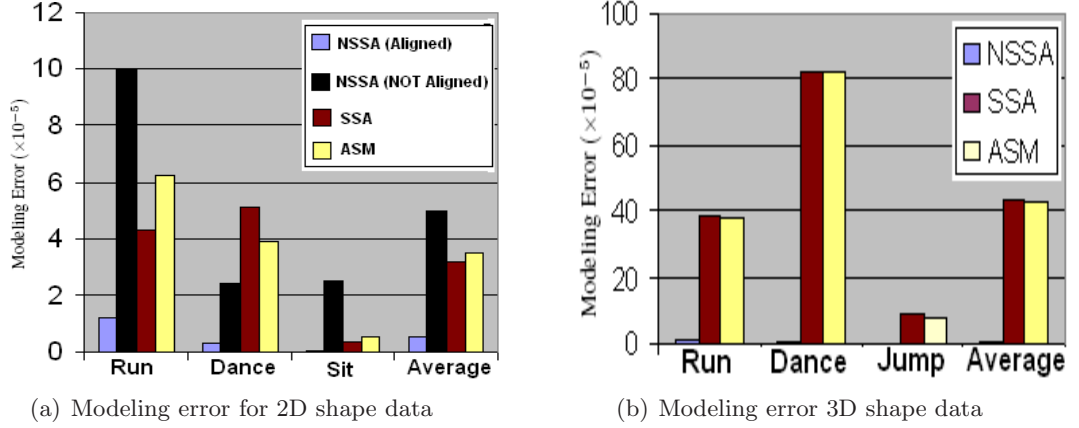 12
10
8
6
4
2
0
Modeling Error (×10⁻⁵)
NSSA (Aligned)
NSSA (NOT Aligned)
SSA
ASM
Run Dance Sit Average
(a) Modeling error for 2D shape data
100
80
60
40
20
0
Modeling Error (×10⁻⁵)
NSSA
SSA
ASM
Run Dance Jump Average
(b) Modeling error 3D shape data